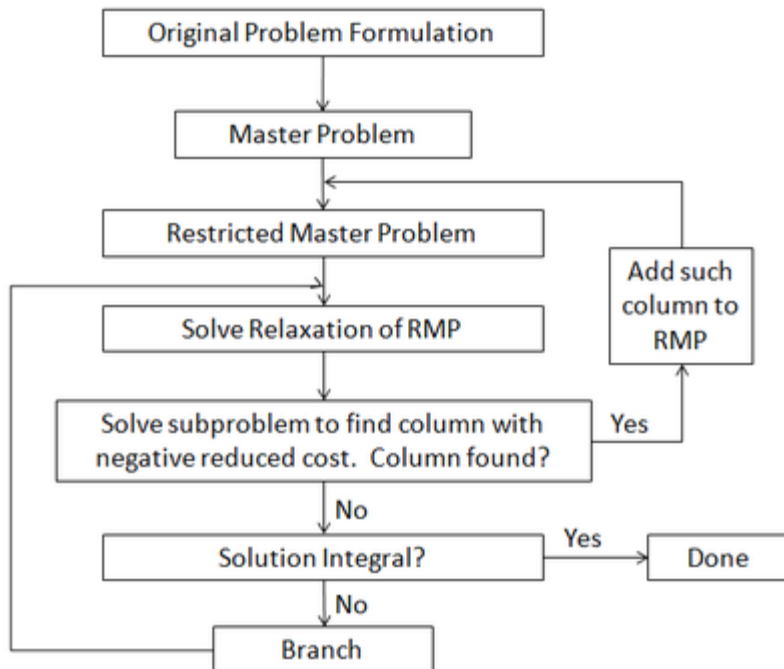 Original Problem Formulation
Master Problem
Restricted Master Problem
Add such
column to
RMP
Solve Relaxation of RMP
Solve subproblem to find column with
negative reduced cost.  Column found?
Yes
No
Solution Integral?
Yes
Done
No
Branch